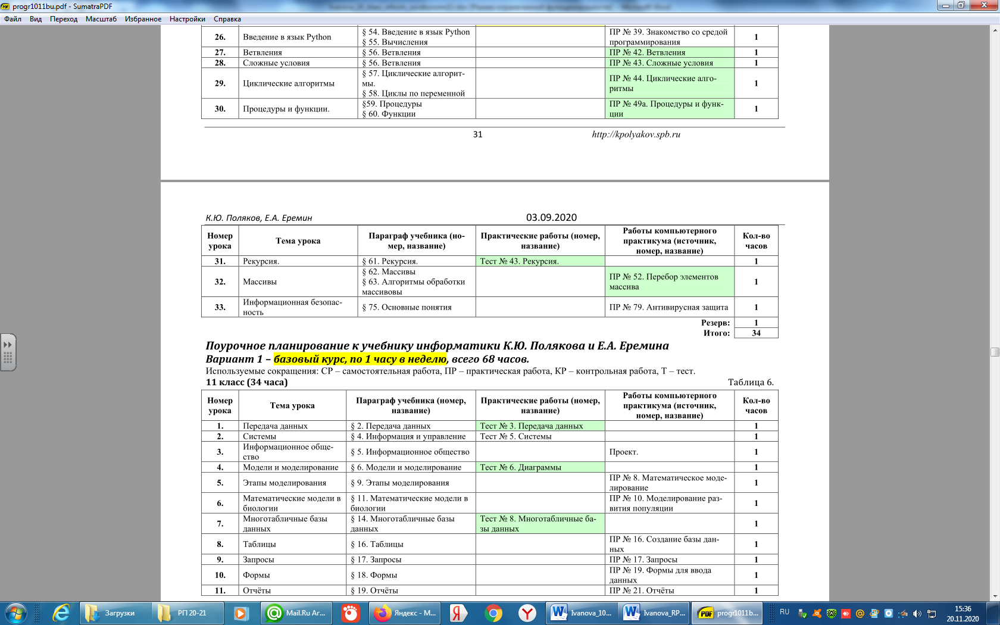 progr1011bu.pdf - SumatraPDF
Файл Вид Переход Масштаб Избранное Настройки Справка
26. Введение в язык Python § 54. Введение в язык Python ПР № 39. Знакомство со средой 1
§ 55. Вычисления программирования
27. Ветвления § 56. Ветвления ПР № 42. Ветвления 1
28. Сложные условия § 56. Ветвления ПР № 43. Сложные условия 1
29. Циклические алгоритмы § 57. Циклические алгорит- ПР № 44. Циклические алго- 1
мы. ритмы
§ 58. Циклы по переменной
30. Процедуры и функции. §59. Процедуры ПР № 49а. Процедуры и функ- 1
§ 60. Функции ции
31 http://kpolyakov.spb.ru
К.Ю. Поляков, Е.А. Еремин 03.09.2020
Номер Тема урока Параграф учебника (но- Практические работы (номер, Работы компьютерного Кол-во
урока мер, название) название) практикума (источник, часов
номер, название)
31. Рекурсия. § 61. Рекурсия. Тест № 43. Рекурсия. 1
32. Массивы § 62. Массивы ПР № 52. Перебор элементов 1
§ 63. Алгоритмы обработки массива
массивовы
33. Информационная безопас- § 75. Основные понятия ПР № 79. Антивирусная защита 1
ность
Резерв: 1
Итого: 34
Поурочное планирование к учебнику информатики К.Ю. Полякова и Е.А. Еремина
Вариант 1 – базовый курс, по 1 часу в неделю, всего 68 часов.
Используемые сокращения: СР – самостоятельная работа, ПР – практическая работа, КР – контрольная работа, Т – тест.
11 класс (34 часа) Таблица 6.
Номер Тема урока Параграф учебника (номер, Практические работы (номер, Работы компьютерного Кол-во
урока название) название) практикума (источник, часов
номер, название)
1. Передача данных § 2. Передача данных Тест № 3. Передача данных 1
2. Системы § 4. Информация и управление Тест № 5. Системы 1
3. Информационное обще- § 5. Информационное общество Проект. 1
ство
4. Модели и моделирование § 6. Модели и моделирование Тест № 6. Диаграммы 1
5. Этапы моделирования § 9. Этапы моделирования ПР № 8. Математическое моде- 1
лирование
6. Математические модели в § 11. Математические модели в ПР № 10. Моделирование раз- 1
биологии биологии вития популяции
7. Многотабличные базы § 14. Многотабличные базы Тест № 8. Многотабличные ба- 1
данных данных зы данных
8. Таблицы § 16. Таблицы ПР № 16. Создание базы дан- 1
ных
9. Запросы § 17. Запросы ПР № 17. Запросы 1
10. Формы § 18. Формы ПР № 19. Формы для ввода 1
данных
11. Отчёты § 19. Отчёты ПР № 21. Отчёты 1
Загрузки РП 20-21 Mail.Ru Аг... Яндекс - М... Ivanova_10... Ivanova_RP... progr1011b... RU 15:36
20.11.2020